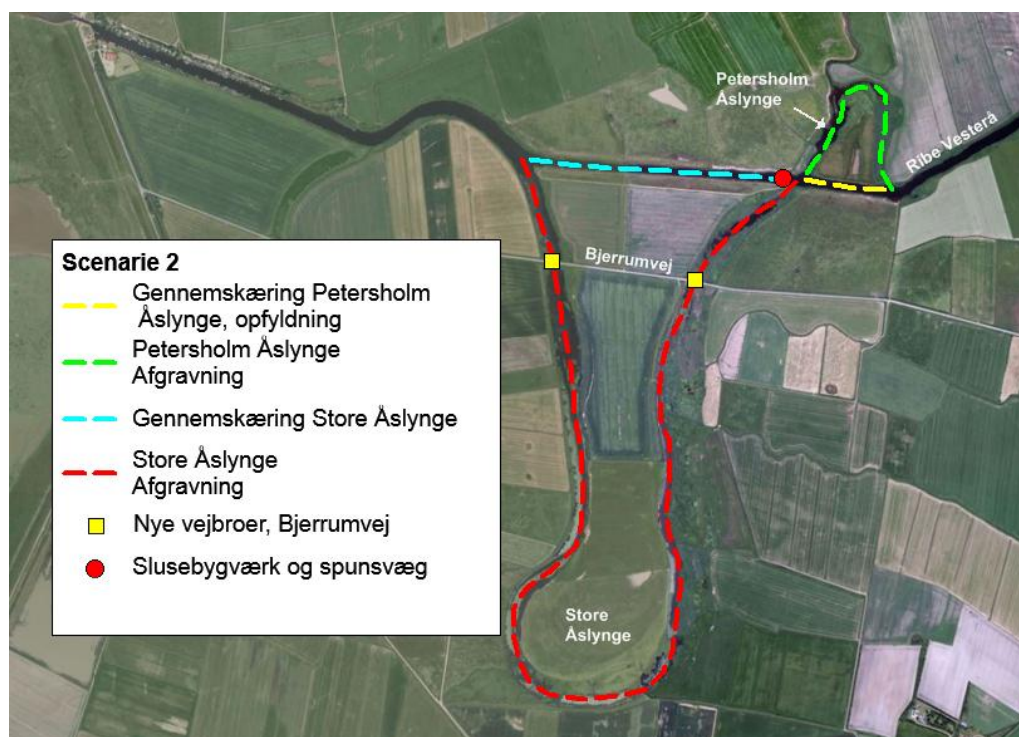 Petersholm
Åslynge
Ribe Vesterå
Bjerrumvej
Scenarie 2
Gennemskæring Petersholm
Åslynge, opfyldning
Petersholm Åslynge
Afgravning
Gennemskæring Store Åslynge
Store Åslynge
Afgravning
Nye vejbroer, Bjerrumvej
Slusebygværk og spunsvæg
Store
Åslynge